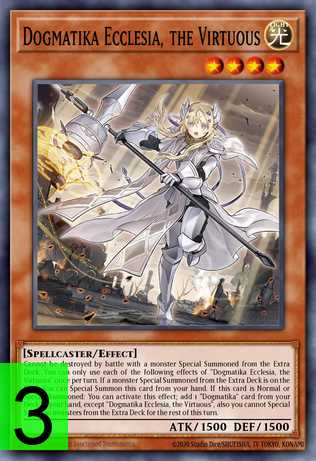 DOGMATIKA ECCLESIA, THE VIRTUOUS
LIGHT
光
[SPELLCASTER/EFFECT]
Cannot be destroyed by battle with a monster Special Summoned from the Extra
Deck. You can only use each of the following effects of "Dogmatika Ecclesia, the
Virtuous" once per turn. If a monster Special Summoned from the Extra Deck is on the
can Special Summon this card from your hand. If this card is Normal or
Summoned: You can activate this effect; add 1 "Dogmatika" card from your
hand, except "Dogmatika Ecclesia, the Virtuous", also you cannot Special
monsters from the Extra Deck for the rest of this turn.
ATK/1500 DEF/1500
3
©2020 Studio Dice/SHUEISHA, TV TOKYO, KONAMI